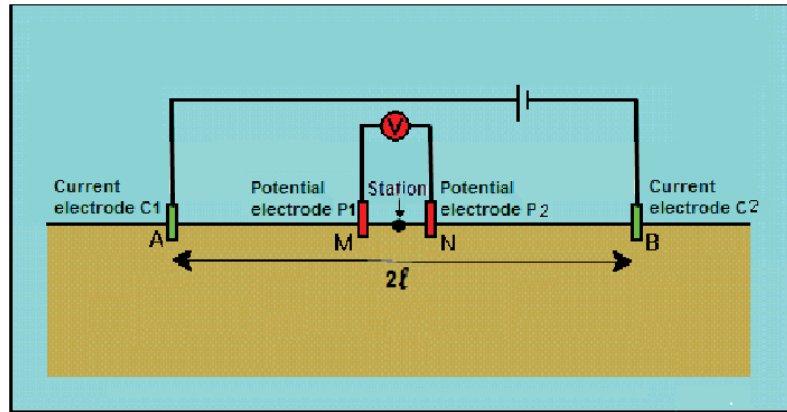 V
Current
electrode C1
Potential
electrode P1
Station
Potential
electrode P2
Current
electrode C2
A
M
N
B
2ℓ